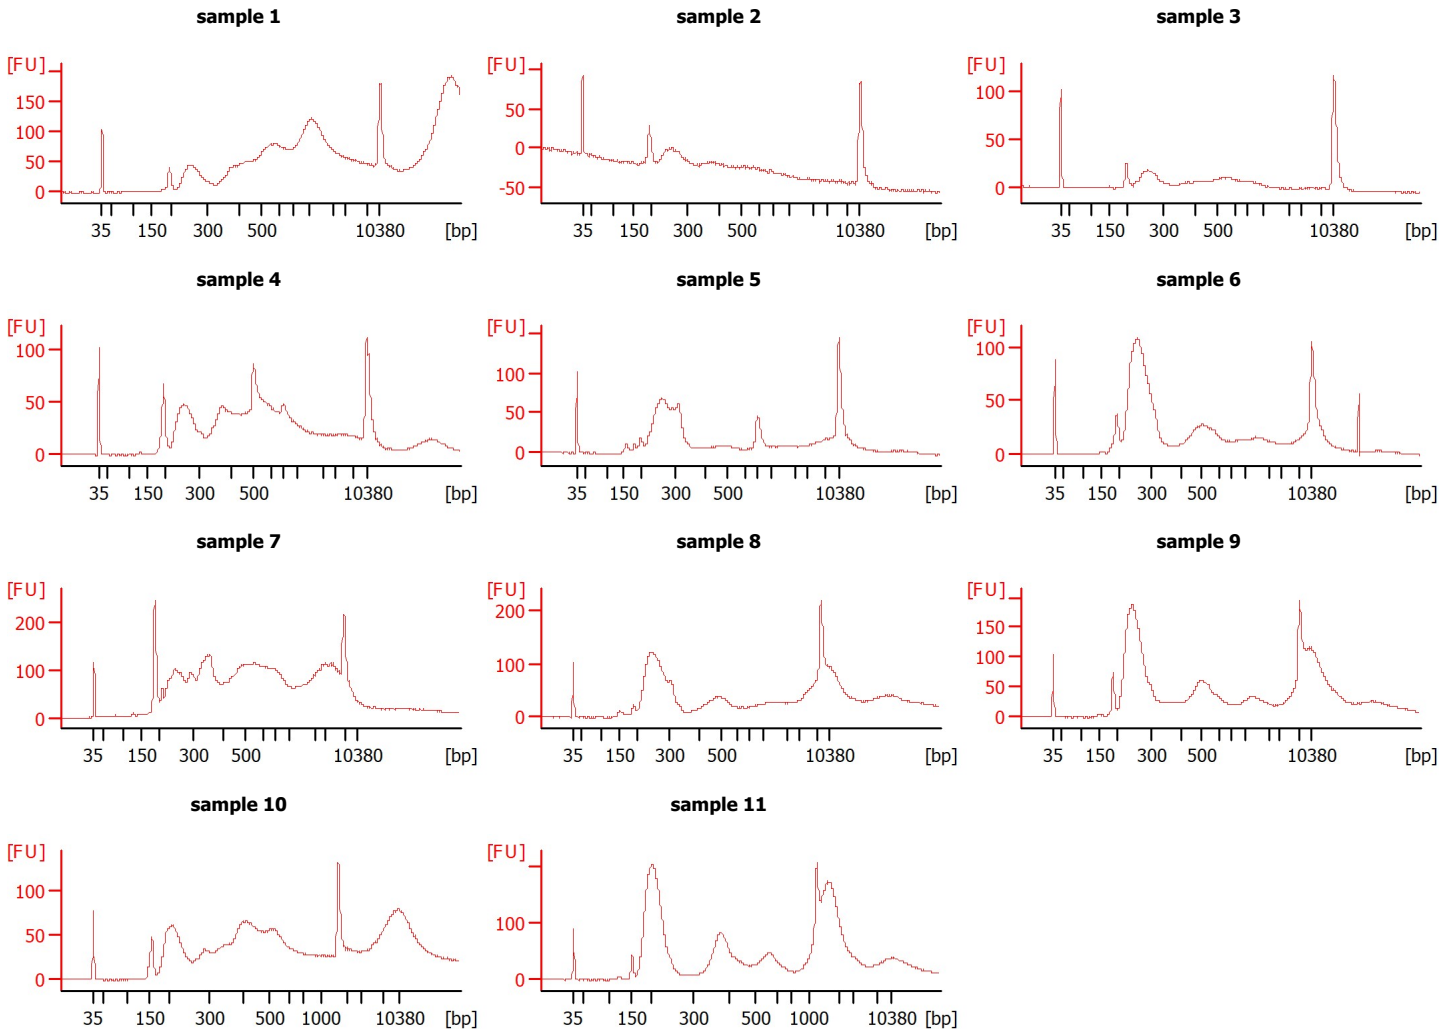 sample 1 sample 2 sample 3
[FU] [FU] [FU]
150 50 100
100 0 50
50 -50 0
0
35 150 300 500 10380 [bp] 35 150 300 500 10380 [bp] 35 150 300 500 10380 [bp]
sample 4 sample 5 sample 6
[FU] [FU] [FU]
100 100 100
50 50 50
0 0 0
35 150 300 500 10380 [bp] 35 150 300 500 10380 [bp] 35 150 300 500 10380 [bp]
sample 7 sample 8 sample 9
[FU] [FU] [FU]
200 200 150
100 100 100
0 0 50
0
35 150 300 500 10380 [bp] 35 150 300 500 10380 [bp] 35 150 300 500 10380 [bp]
sample 10 sample 11
[FU] [FU]
100 100
50 0
0
35 150 300 500 1000 10380 [bp] 35 150 300 500 1000 10380 [bp]